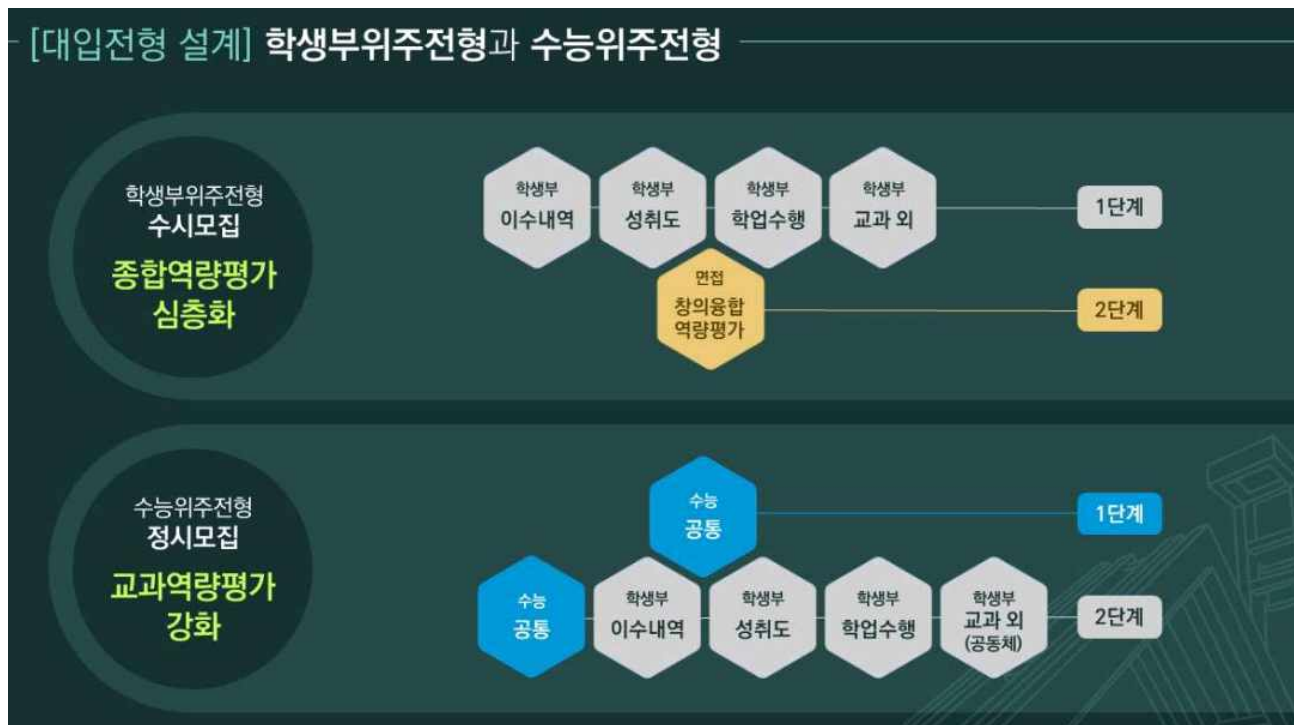 [대입전형 설계] 학생부위주전형과 수능위주전형
학생부위주전형
수시모집
종합역량평가
심층화
학생부
이수내역
학생부
성취도
학생부
학업수행
학생부
교과 외
1단계
면접
창의융합
역량평가
2단계
수능위주전형
정시모집
교과역량평가
강화
수능
공통
1단계
수능
공통
학생부
이수내역
학생부
성취도
학생부
학업수행
학생부
교과 외
(공동체)
2단계